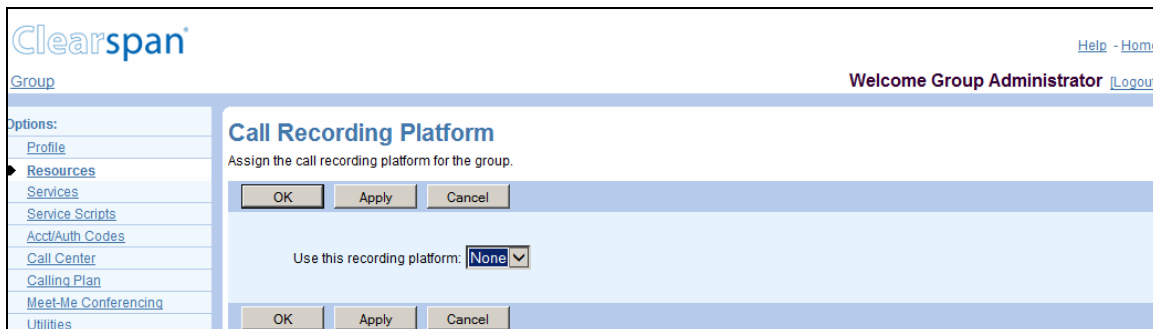 Clearspan
Help - Home
Group
Welcome Group Administrator [Logout
Options:
Profile
Resources
Services
Service Scripts
Acct/Auth Codes
Call Center
Calling Plan
Meet-Me Conferencing
Utilities
Call Recording Platform
Assign the call recording platform for the group.
OK Apply Cancel
Use this recording platform: None
OK Apply Cancel